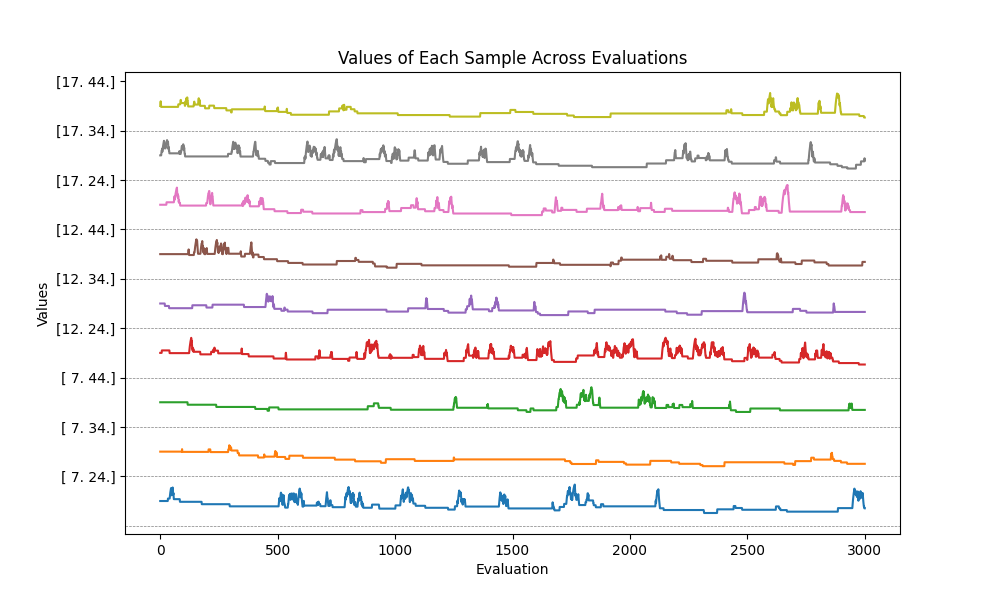 Values of Each Sample Across Evaluations
[17. 44.]
[17. 34.]
[17. 24.]
[12. 44.]
[12. 34.]
[12. 24.]
[ 7. 44.]
[ 7. 34.]
[ 7. 24.]
Values
0 500 1000 1500 2000 2500 3000
Evaluation